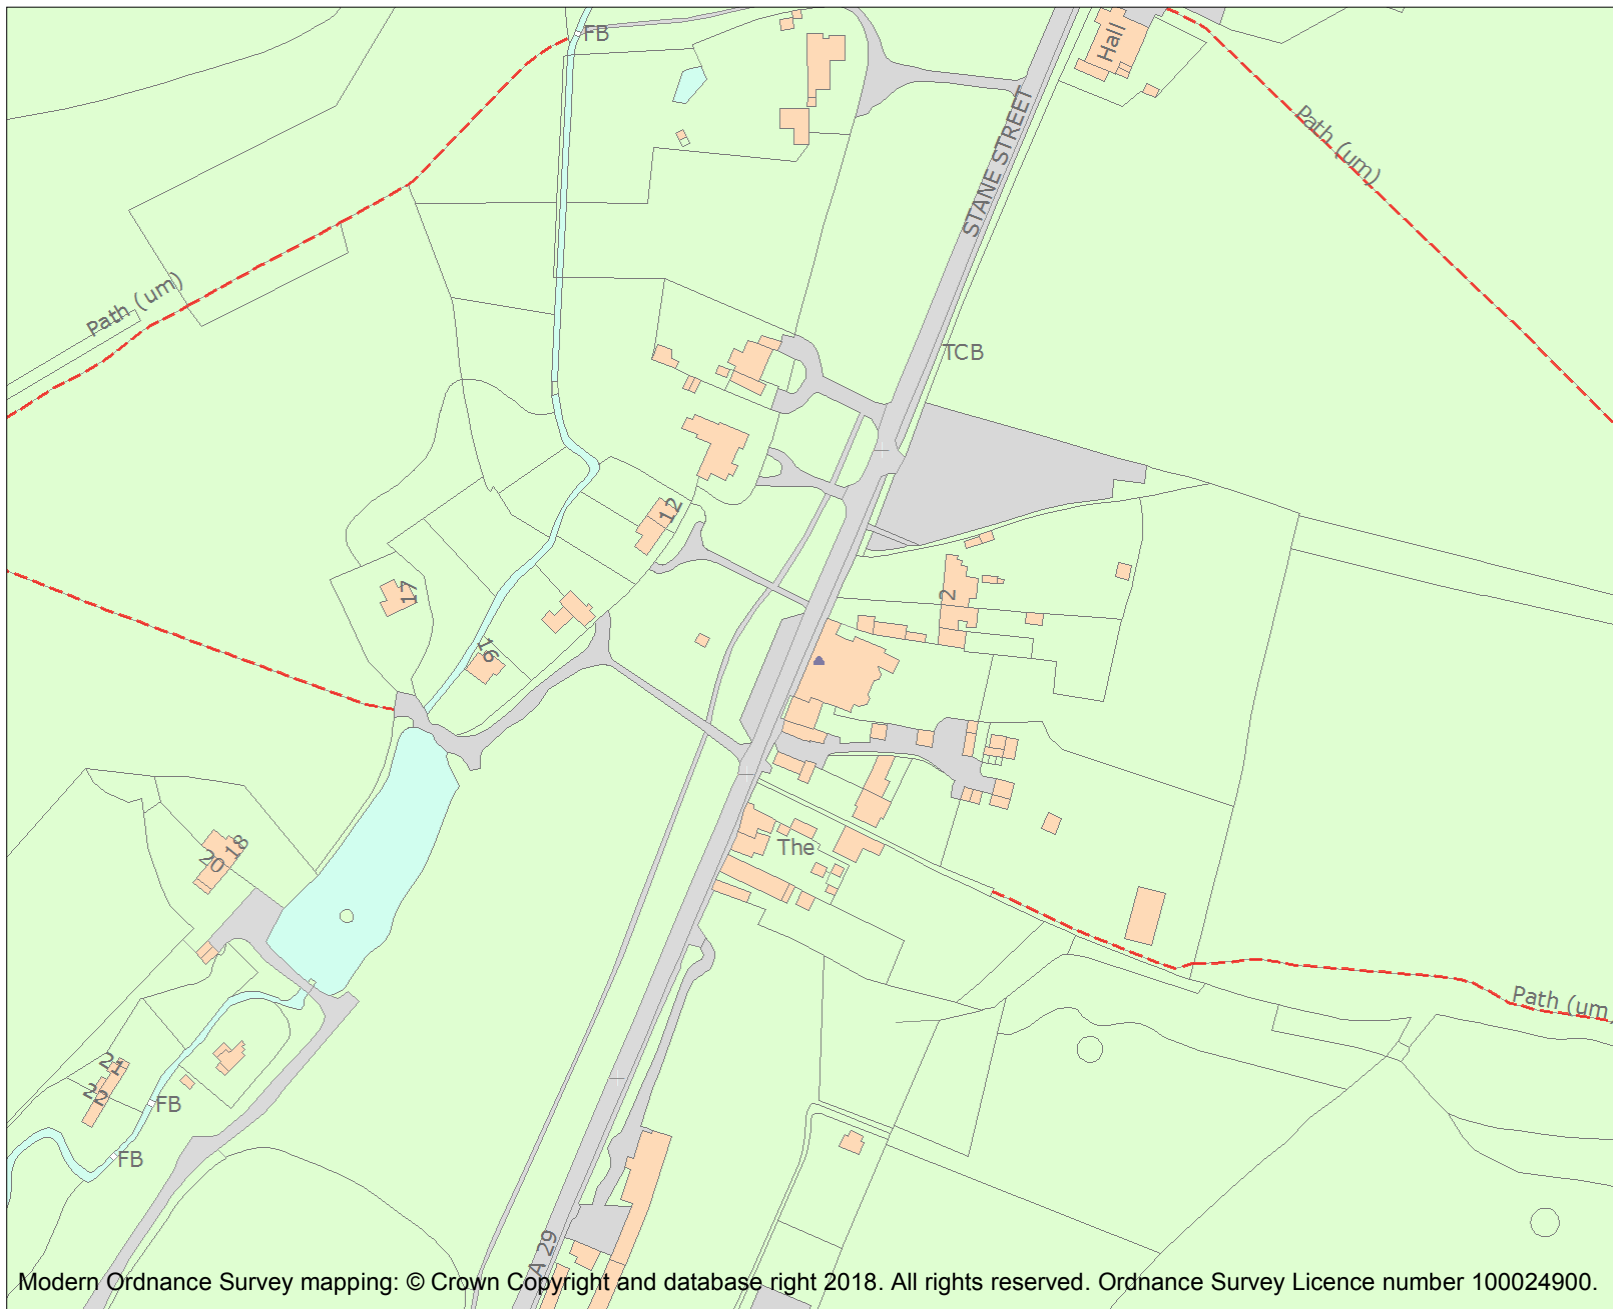 FB
Hall
STANE STREET
Path (um)
Path (um)
TCB
12
17
2
16
The
20 18
Path (um
21
22
FB
FB
A 29
Modern Ordnance Survey mapping: © Crown Copyright and database right 2018. All rights reserved. Ordnance Survey Licence number 100024900.